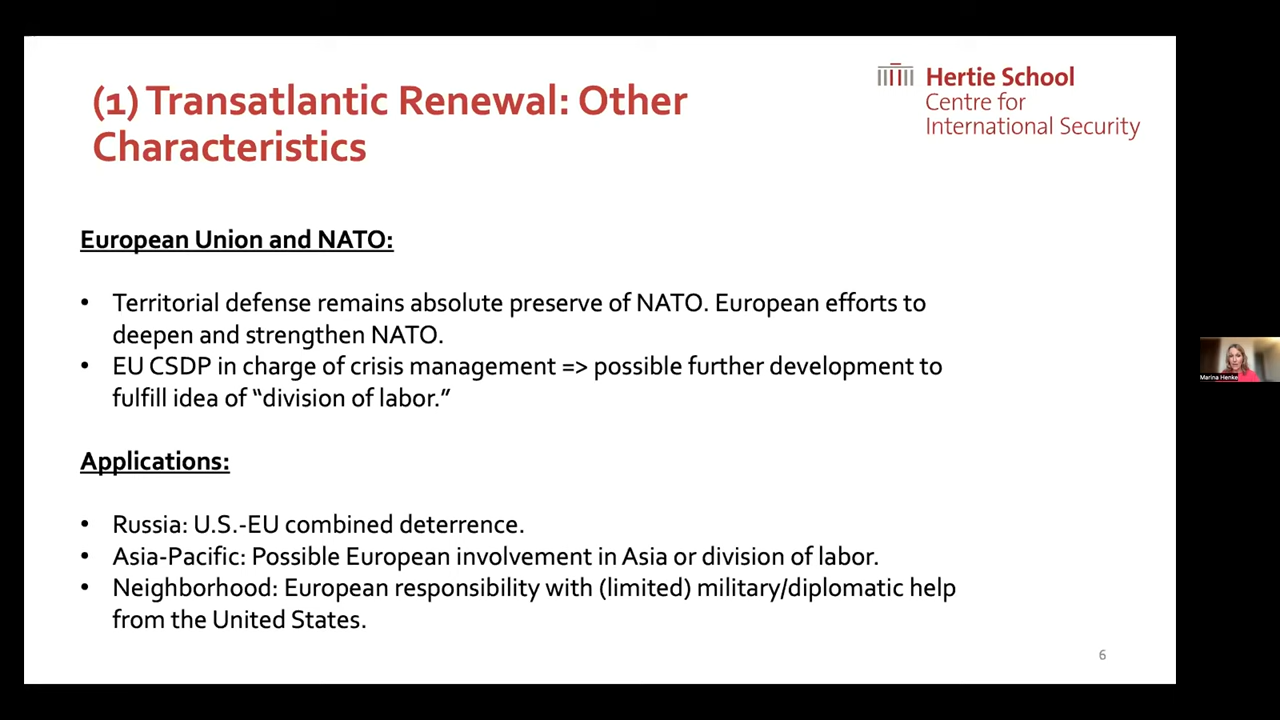 (1) Transatlantic Renewal: Other
Characteristics
Hertie School
Centre for
International Security
European Union and NATO:
• Territorial defense remains absolute preserve of NATO. European efforts to
deepen and strengthen NATO.
• EU CSDP in charge of crisis management => possible further development to
fulfill idea of “division of labor.”
Applications:
• Russia: U.S.-EU combined deterrence.
• Asia-Pacific: Possible European involvement in Asia or division of labor.
• Neighborhood: European responsibility with (limited) military/diplomatic help
from the United States.
6
Marina Henke